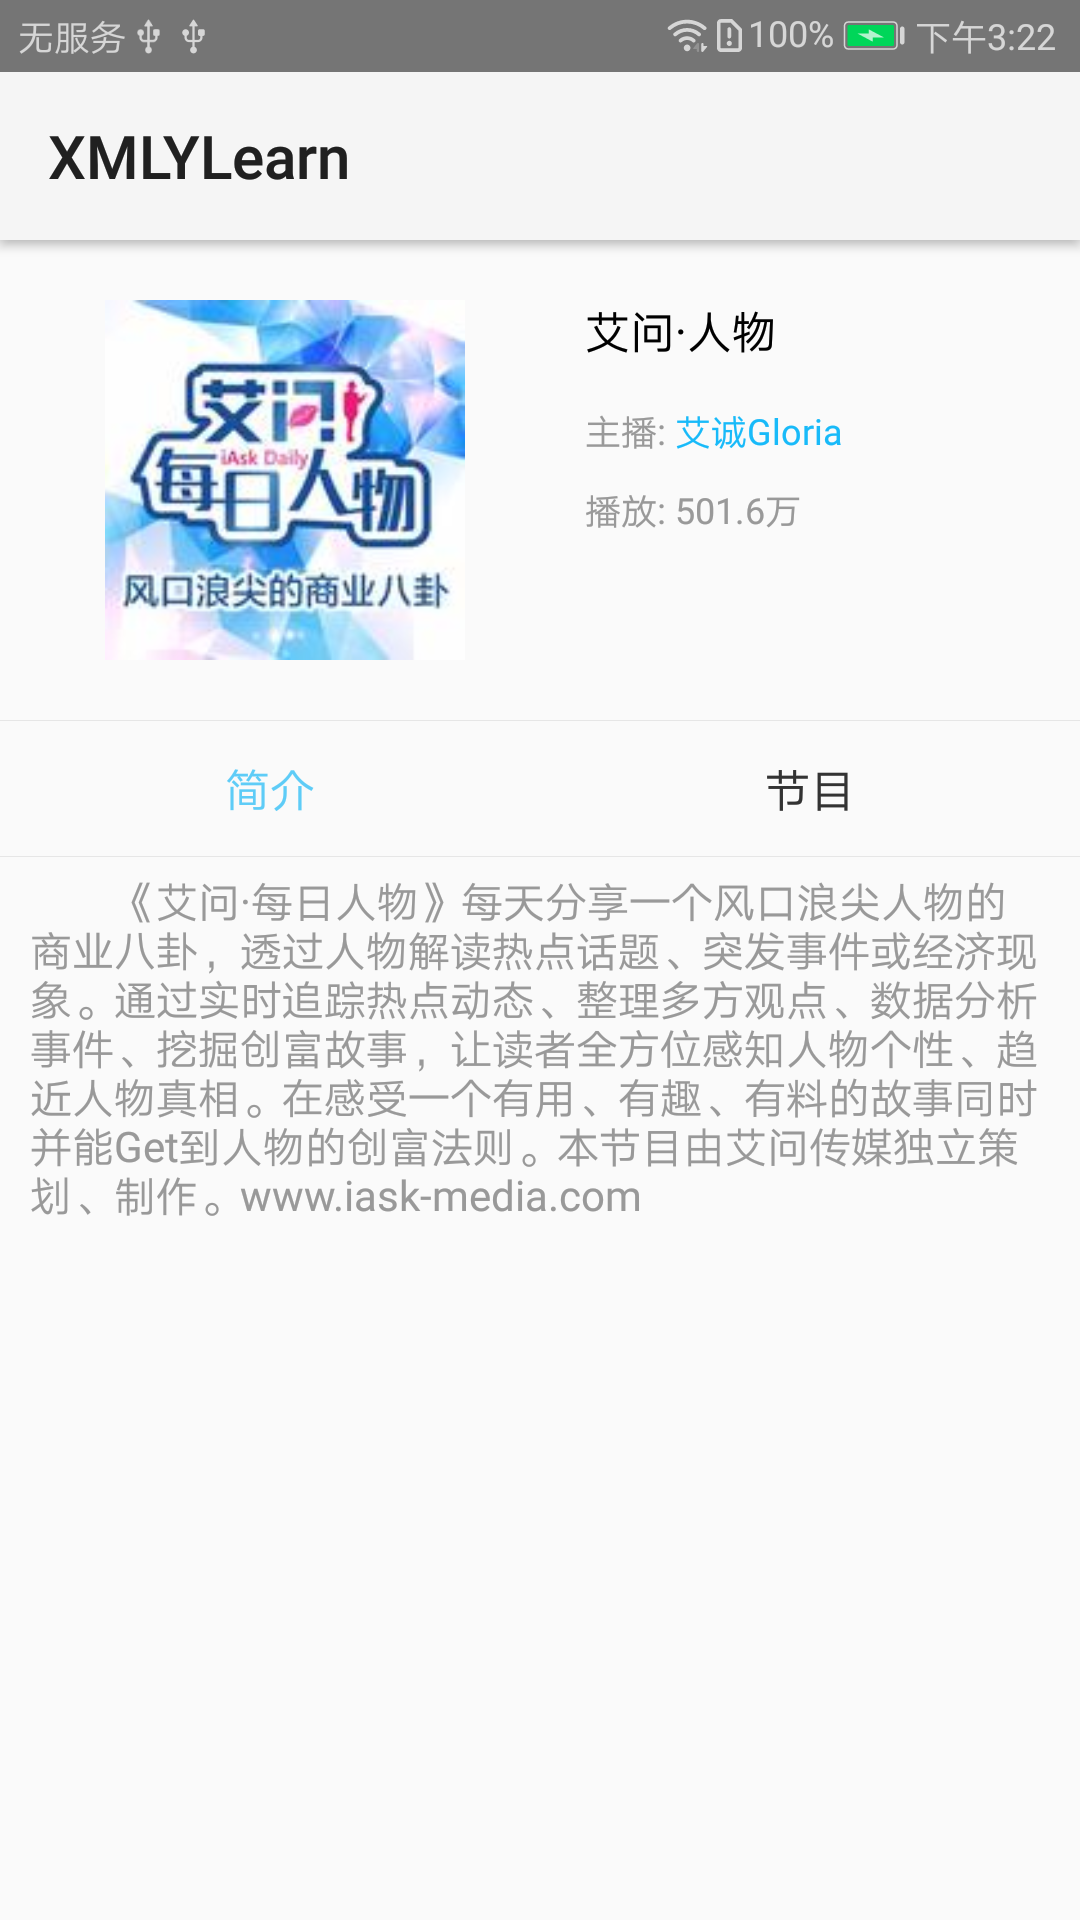 无服务
100%
下午3:22
XMLYLearn
艾问!
iAsk Daily
每日人物
风口浪尖的商业八卦
艾问·人物
主播: 艾诚Gloria
播放: 501.6万
简介
节目
《艾问·每日人物》每天分享一个风口浪尖人物的
商业八卦，透过人物解读热点话题、突发事件或经济现
象。通过实时追踪热点动态、整理多方观点、数据分析
事件、挖掘创富故事，让读者全方位感知人物个性、趋
近人物真相。在感受一个有用、有趣、有料的故事同时
并能Get到人物的创富法则。本节目由艾问传媒独立策
划、制作。www.iask-media.com